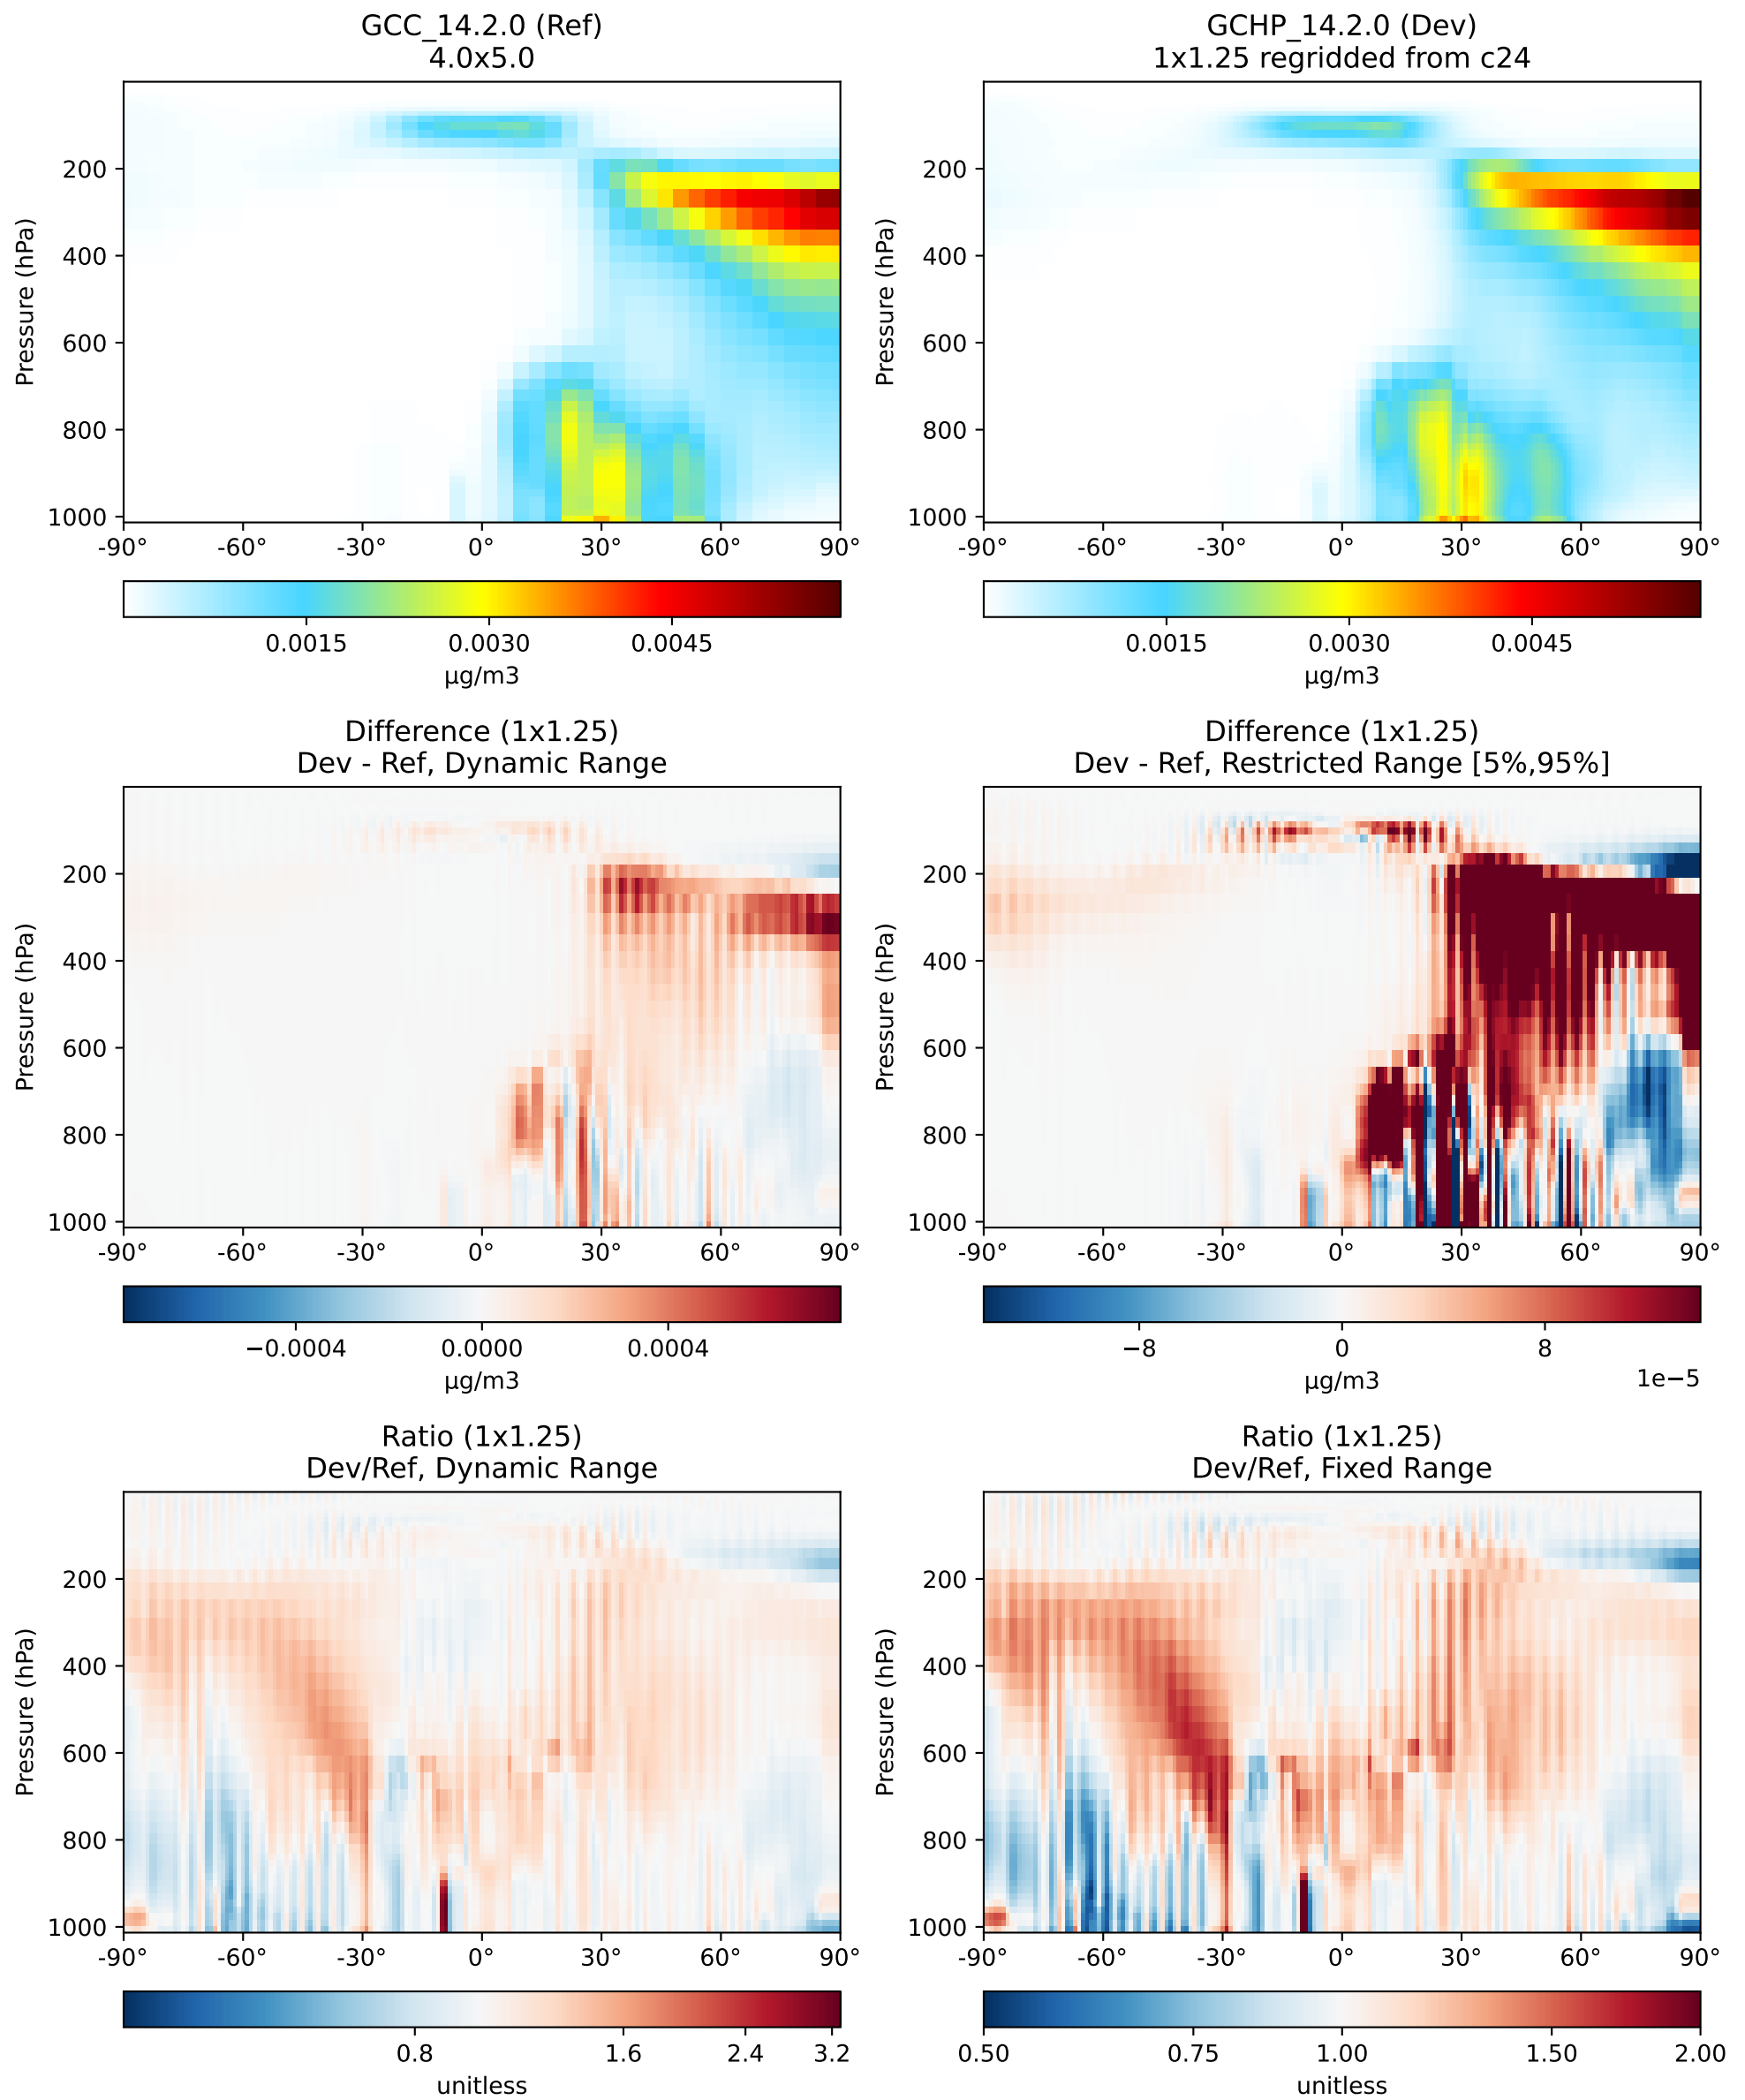 GCC_14.2.0 (Ref)
4.0x5.0
Pressure (hPa)
200
400
600
800
1000
-90° -60° -30° 0° 30° 60° 90°
0.0015 0.0030 0.0045
µg/m3
GCHP_14.2.0 (Dev)
1x1.25 regridded from c24
Pressure (hPa)
200
400
600
800
1000
-90° -60° -30° 0° 30° 60° 90°
0.0015 0.0030 0.0045
µg/m3
Difference (1x1.25)
Dev - Ref, Dynamic Range
Pressure (hPa)
200
400
600
800
1000
-90° -60° -30° 0° 30° 60° 90°
−0.0004 0.0000 0.0004
µg/m3
Difference (1x1.25)
Dev - Ref, Restricted Range [5%,95%]
Pressure (hPa)
200
400
600
800
1000
-90° -60° -30° 0° 30° 60° 90°
−8 0 8
µg/m3
1e−5
Ratio (1x1.25)
Dev/Ref, Dynamic Range
Pressure (hPa)
200
400
600
800
1000
-90° -60° -30° 0° 30° 60° 90°
0.8 1.6 2.4 3.2
unitless
Ratio (1x1.25)
Dev/Ref, Fixed Range
Pressure (hPa)
200
400
600
800
1000
-90° -60° -30° 0° 30° 60° 90°
0.50 0.75 1.00 1.50 2.00
unitless